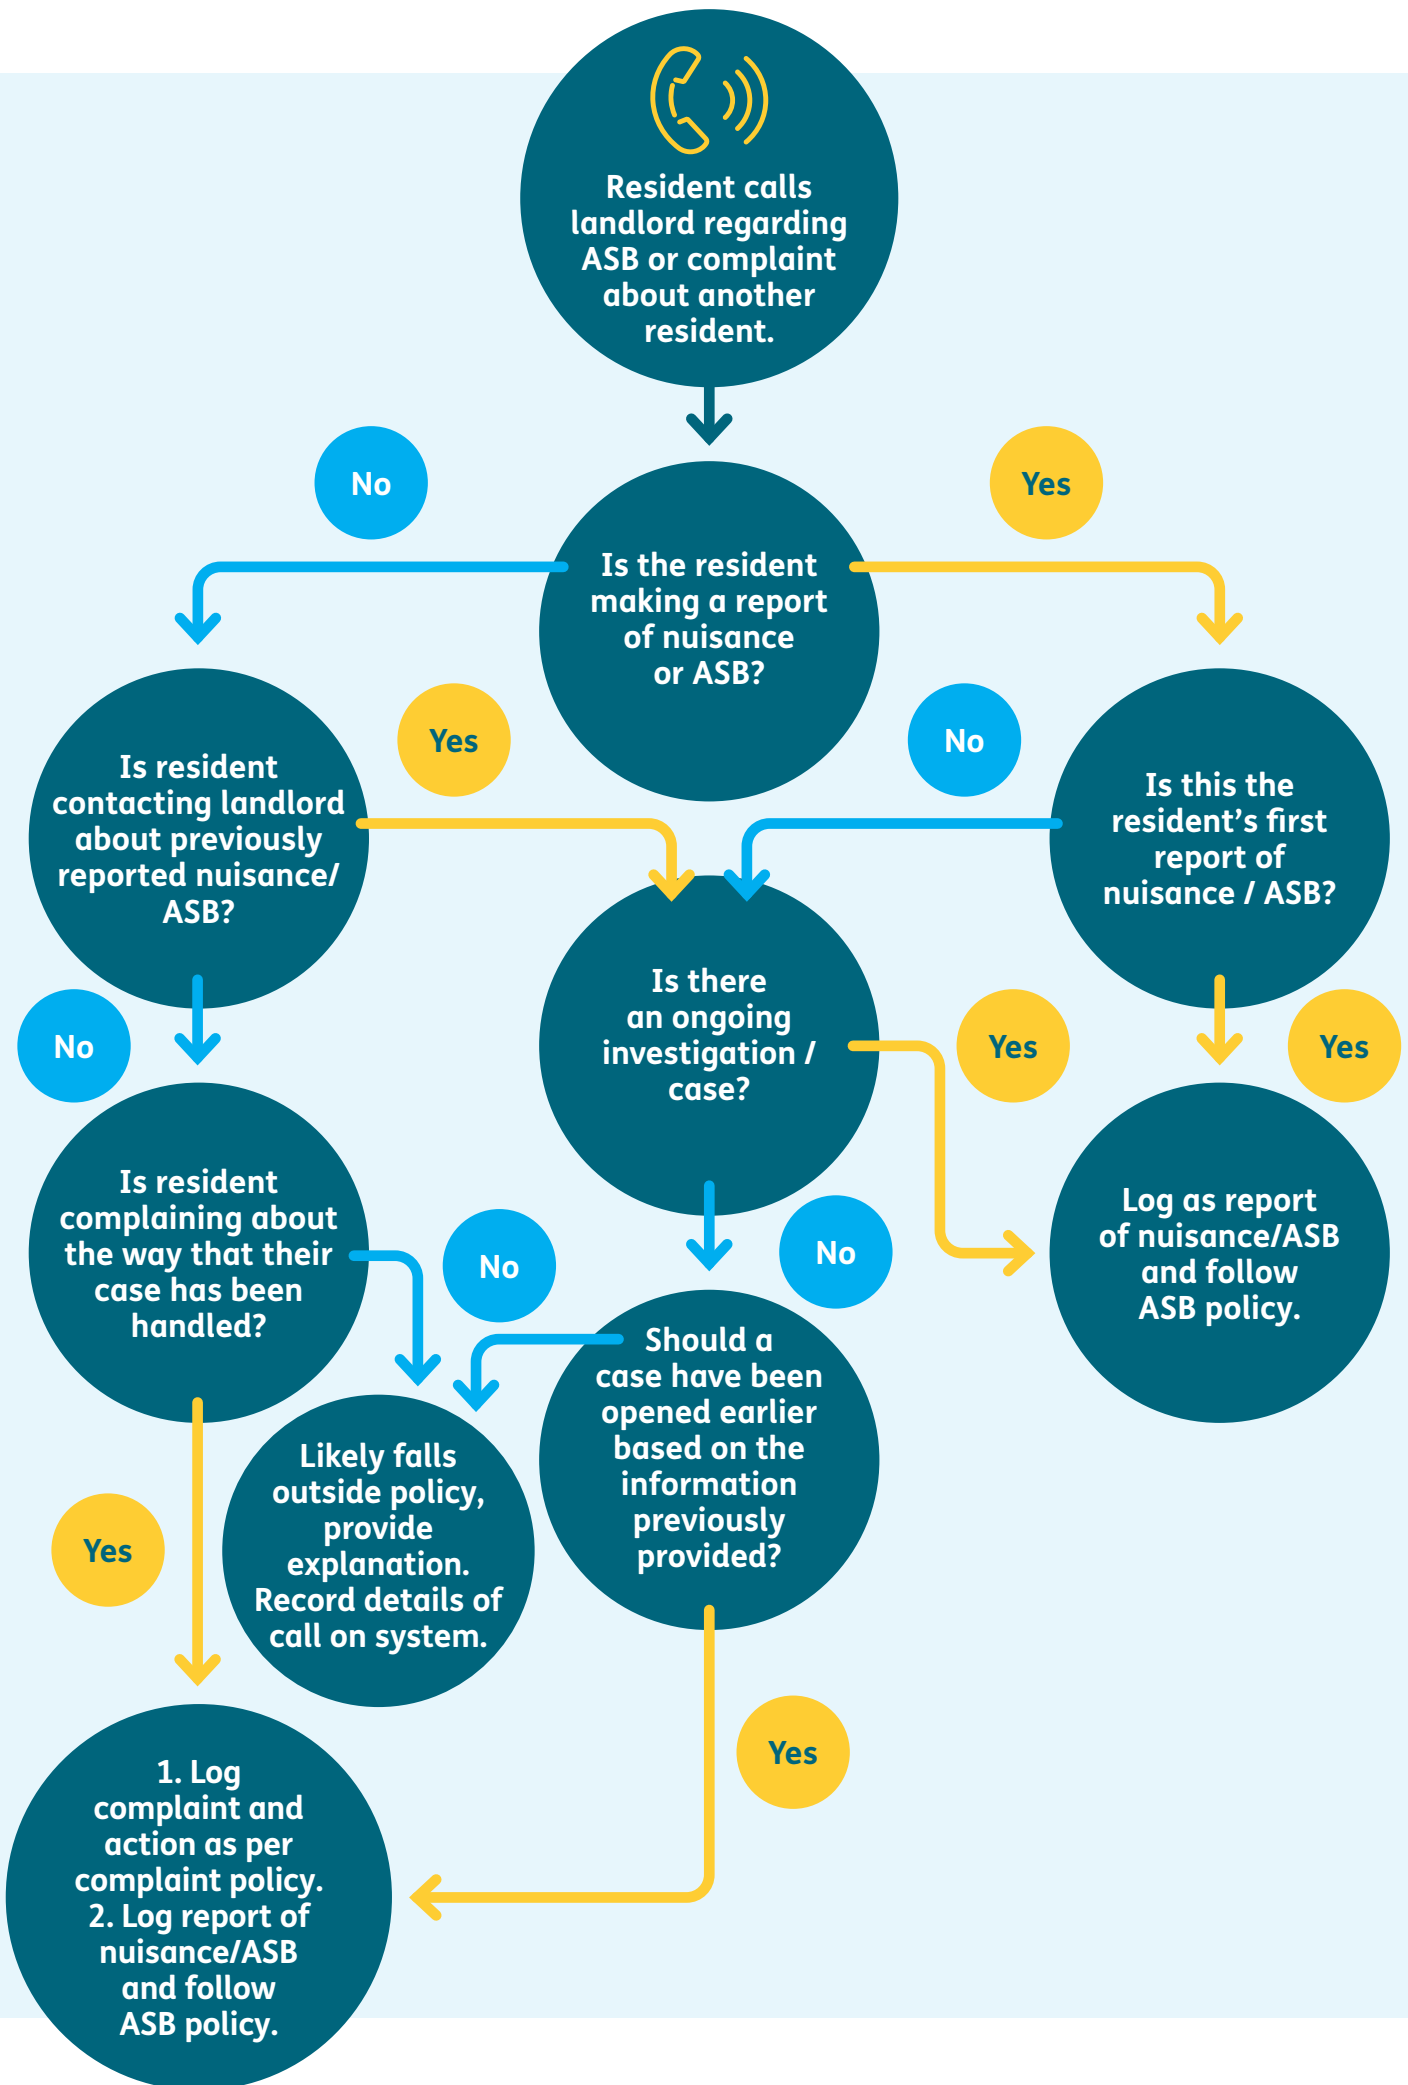 Resident calls
landlord regarding
ASB or complaint
about another
resident.
No
Yes
Is the resident
making a report
of nuisance
or ASB?
Is resident
contacting landlord
about previously
reported nuisance/
ASB?
Yes
No
Is this the
resident’s first
report of
nuisance / ASB?
Is there
an ongoing
investigation /
case?
No
Yes
Yes
Is resident
complaining about
the way that their
case has been
handled?
No
No
Log as report
of nuisance/ASB
and follow
ASB policy.
Should a
case have been
opened earlier
based on the
information
previously
provided?
Likely falls
outside policy,
provide
explanation.
Record details of
call on system.
Yes
Yes
1. Log
complaint and
action as per
complaint policy.
2. Log report of
nuisance/ASB
and follow
ASB policy.